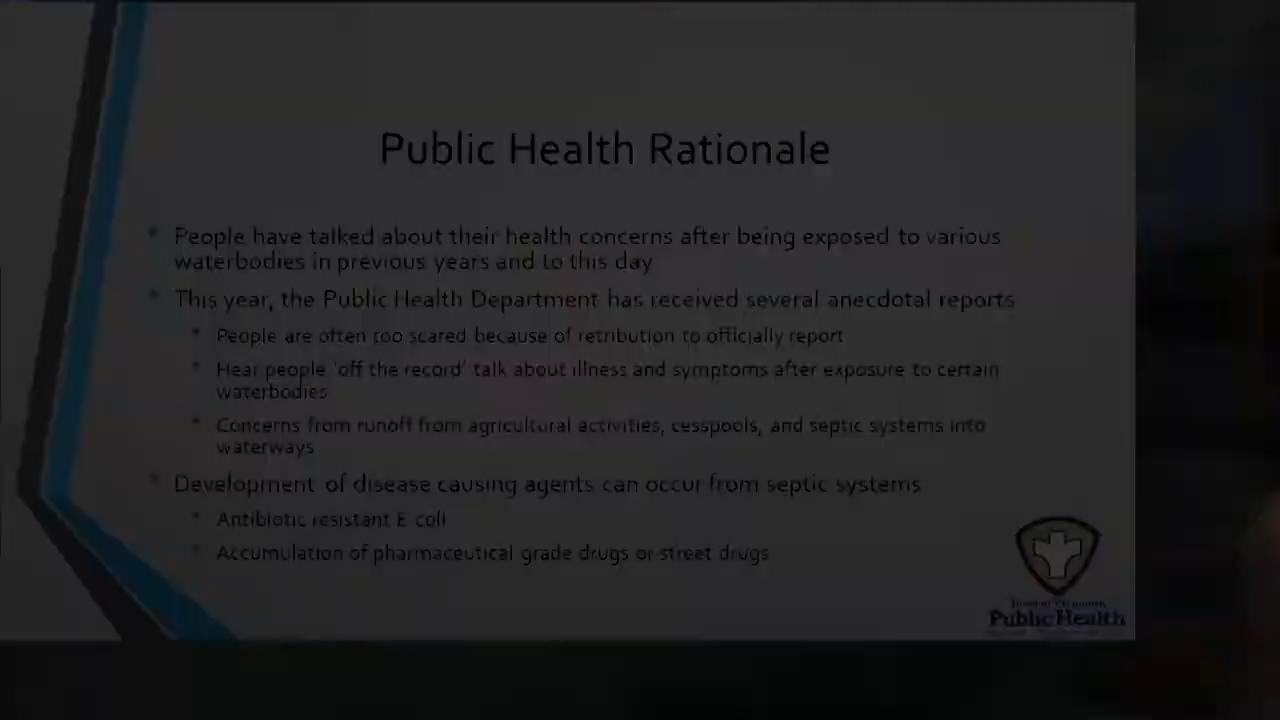 Public Health Rationale
People have talked about their health concerns after being exposed to various
waterbodies in previous years and to this day
This year, the Public Health Department has received several anecdotal reports
People are often too scared because of retribution to officially report
Hear people 'off the record' talk about illness and symptoms after exposure to certain
waterbodies
Concerns from runoff from agricultural activities, cesspools, and septic systems into
waterways
Development of disease causing agents can occur from septic systems
Antibiotic resistant E coli
Accumulation of pharmaceutical grade drugs or street drugs
Town of Plymouth
Public Health